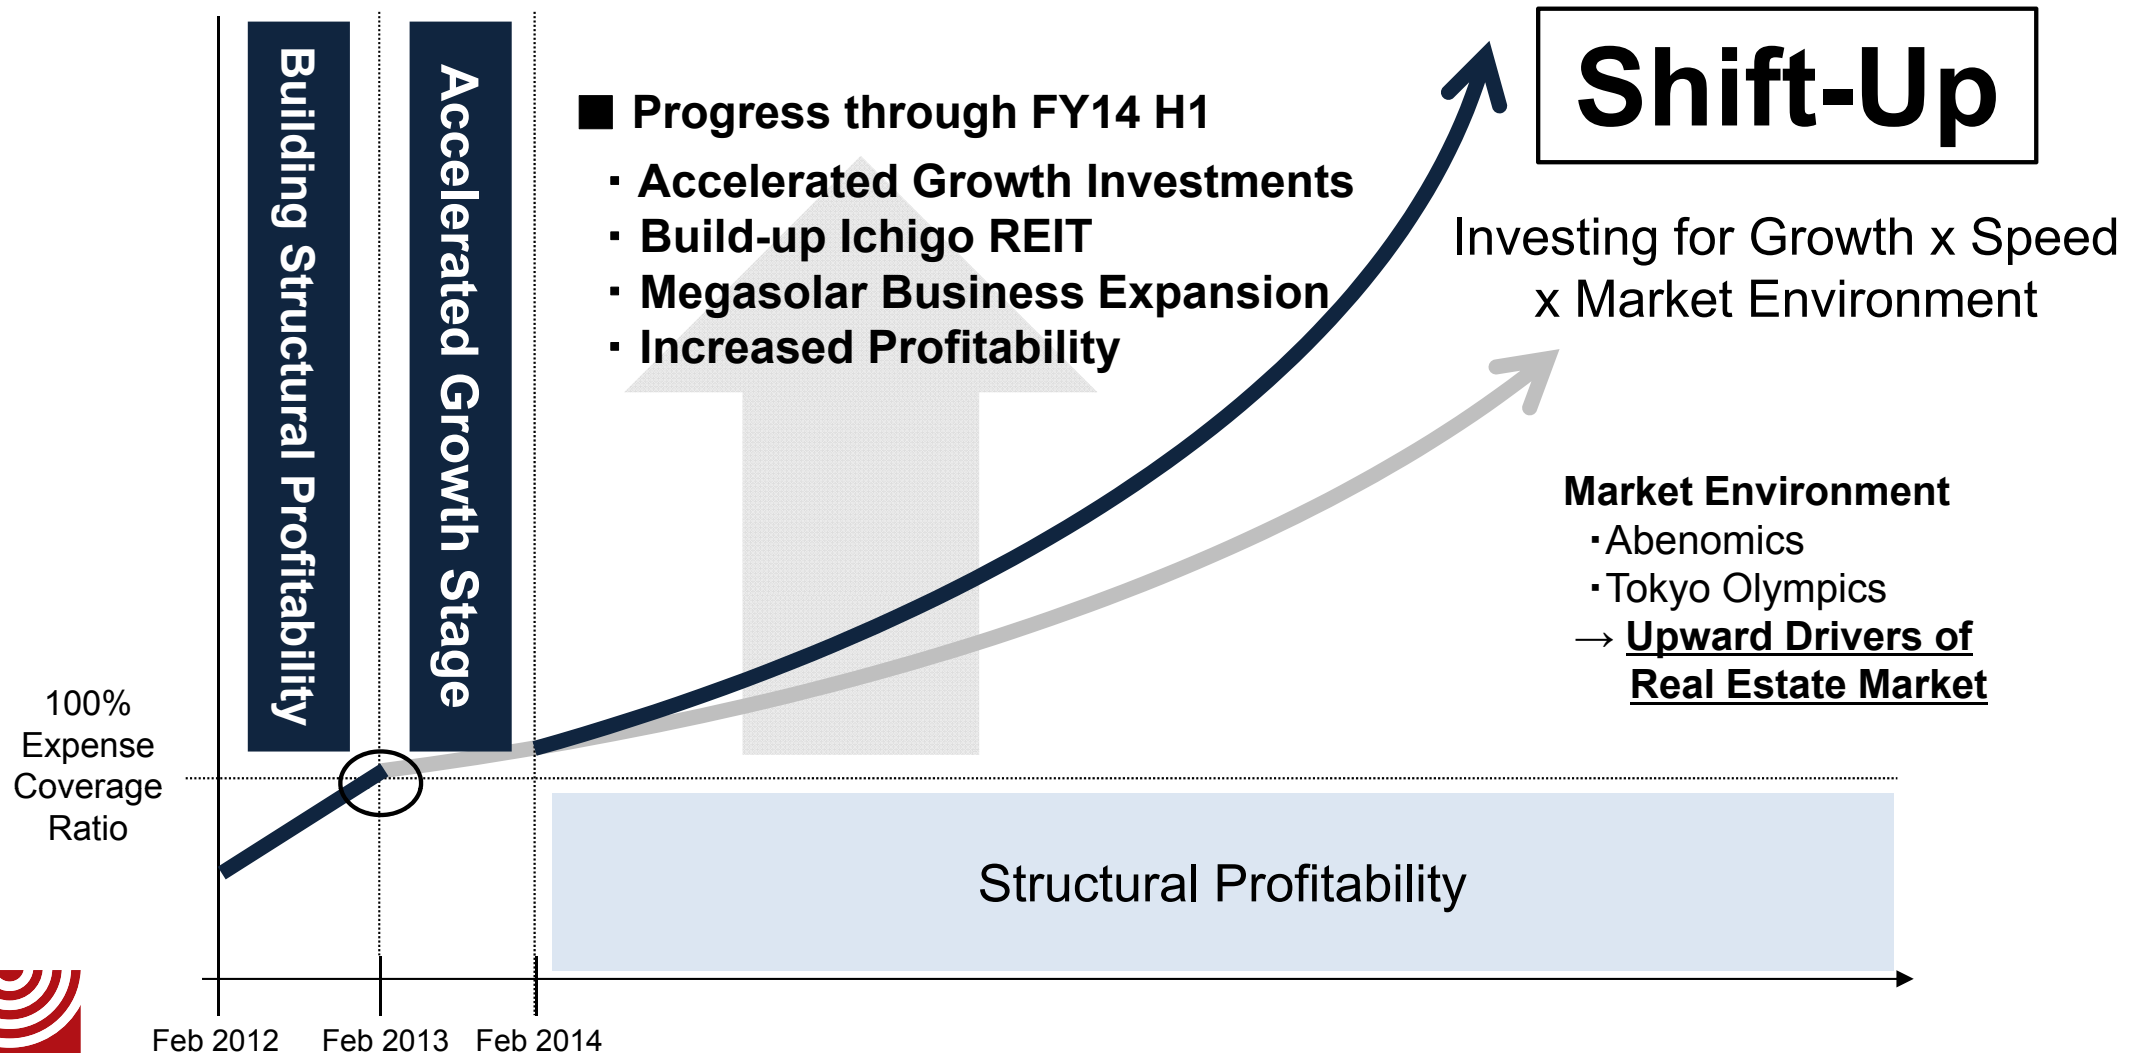 Building Structural Profitability
Accelerated Growth Stage
■ Progress through FY14 H1
・Accelerated Growth Investments
・Build-up Ichigo REIT
・Megasolar Business Expansion
・Increased Profitability
Shift-Up
Investing for Growth x Speed
x Market Environment
Market Environment
・Abenomics
・Tokyo Olympics
→ Upward Drivers of
Real Estate Market
100%
Expense
Coverage
Ratio
Structural Profitability
Feb 2012
Feb 2013
Feb 2014